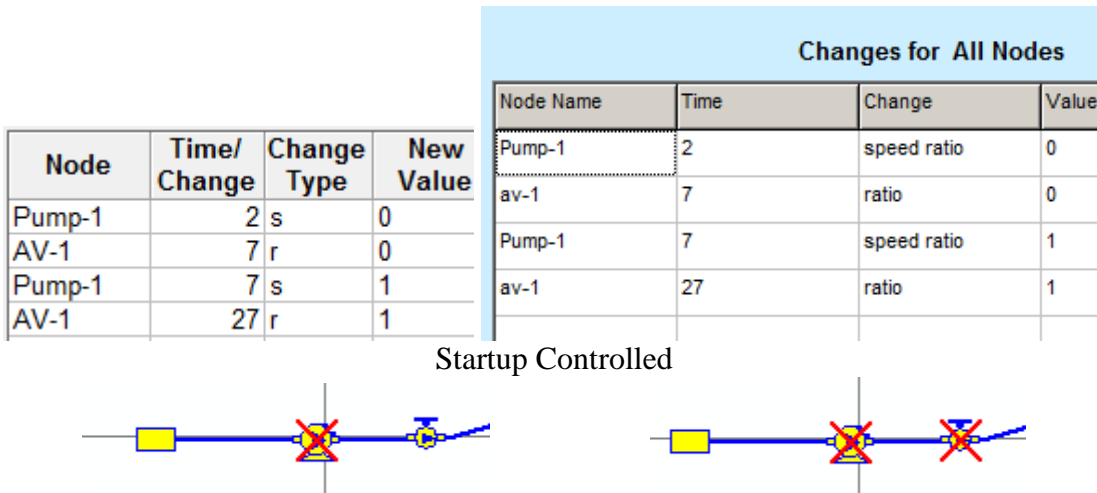 Node Time/ Change Change Type New Value
Pump-1 2 s 0
AV-1 7 r 0
Pump-1 7 s 1
AV-1 27 r 1
Changes for All Nodes
Node Name Time Change Value
Pump-1 2 speed ratio 0
av-1 7 ratio 0
Pump-1 7 speed ratio 1
av-1 27 ratio 1
Startup Controlled